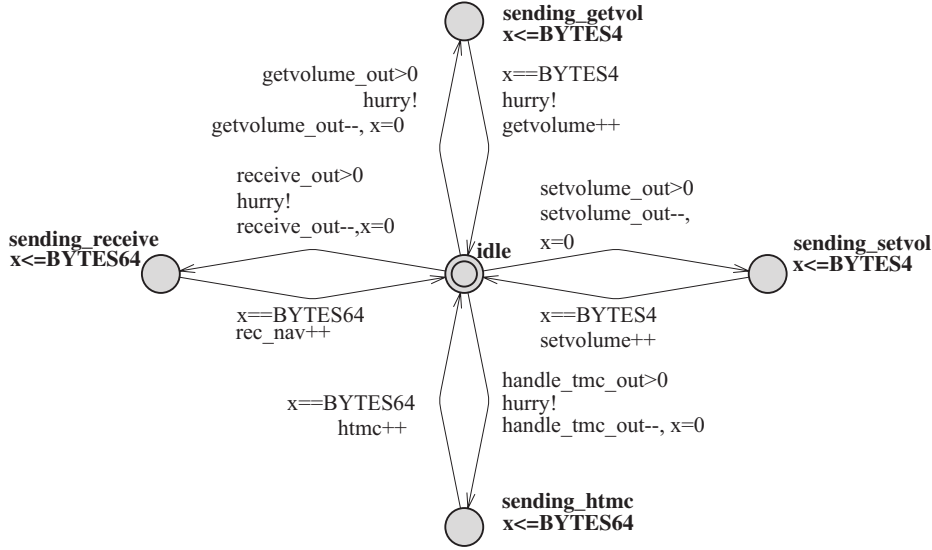 sending_getvol
x<=BYTES4
getvolume_out>0
hurry!
getvolume_out--, x=0
x==BYTES4
hurry!
getvolume++
receive_out>0
hurry!
receive_out--,x=0
setvolume_out>0
setvolume_out--,
x=0
sending_receive
x<=BYTES64
idle
sending_setvol
x<=BYTES4
x==BYTES64
rec_nav++
x==BYTES4
setvolume++
x==BYTES64
htmc++
handle_tmc_out>0
hurry!
handle_tmc_out--, x=0
sending_htmc
x<=BYTES64